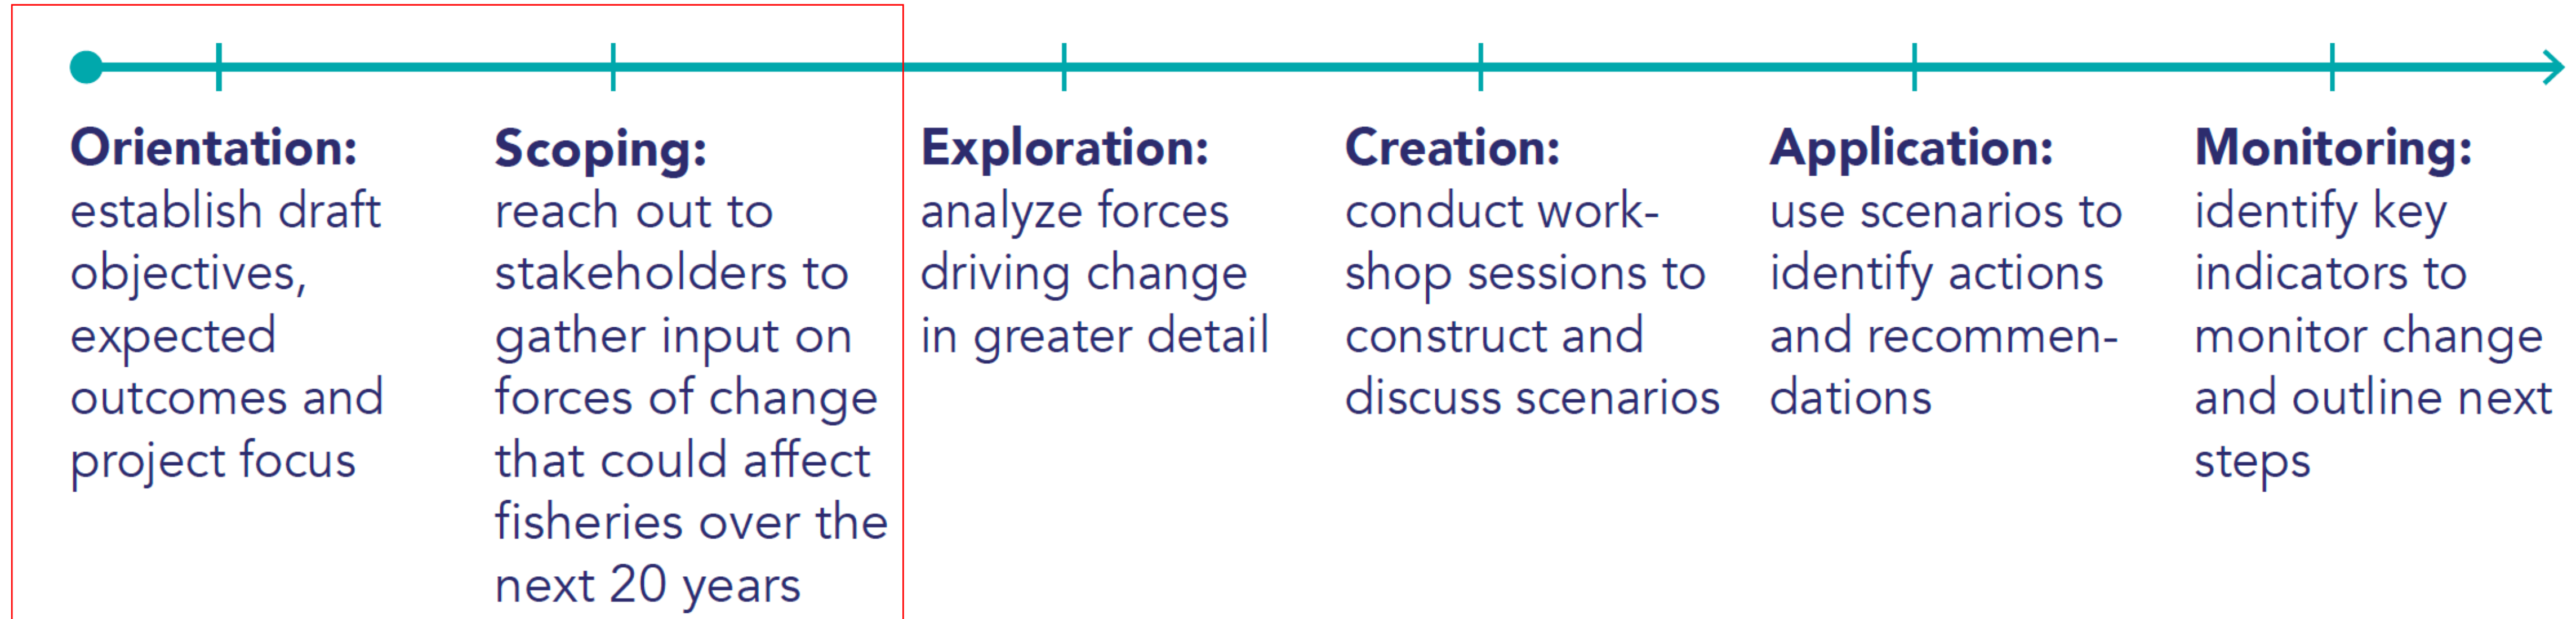 Orientation:
establish draft
objectives,
expected
outcomes and
project focus
Scoping:
reach out to
stakeholders to
gather input on
forces of change
that could affect
fisheries over the
next 20 years
Exploration:
analyze forces
driving change
in greater detail
Creation:
conduct work-
shop sessions to
construct and
discuss scenarios
Application:
use scenarios to
identify actions
and recommen-
dations
Monitoring:
identify key
indicators to
monitor change
and outline next
steps